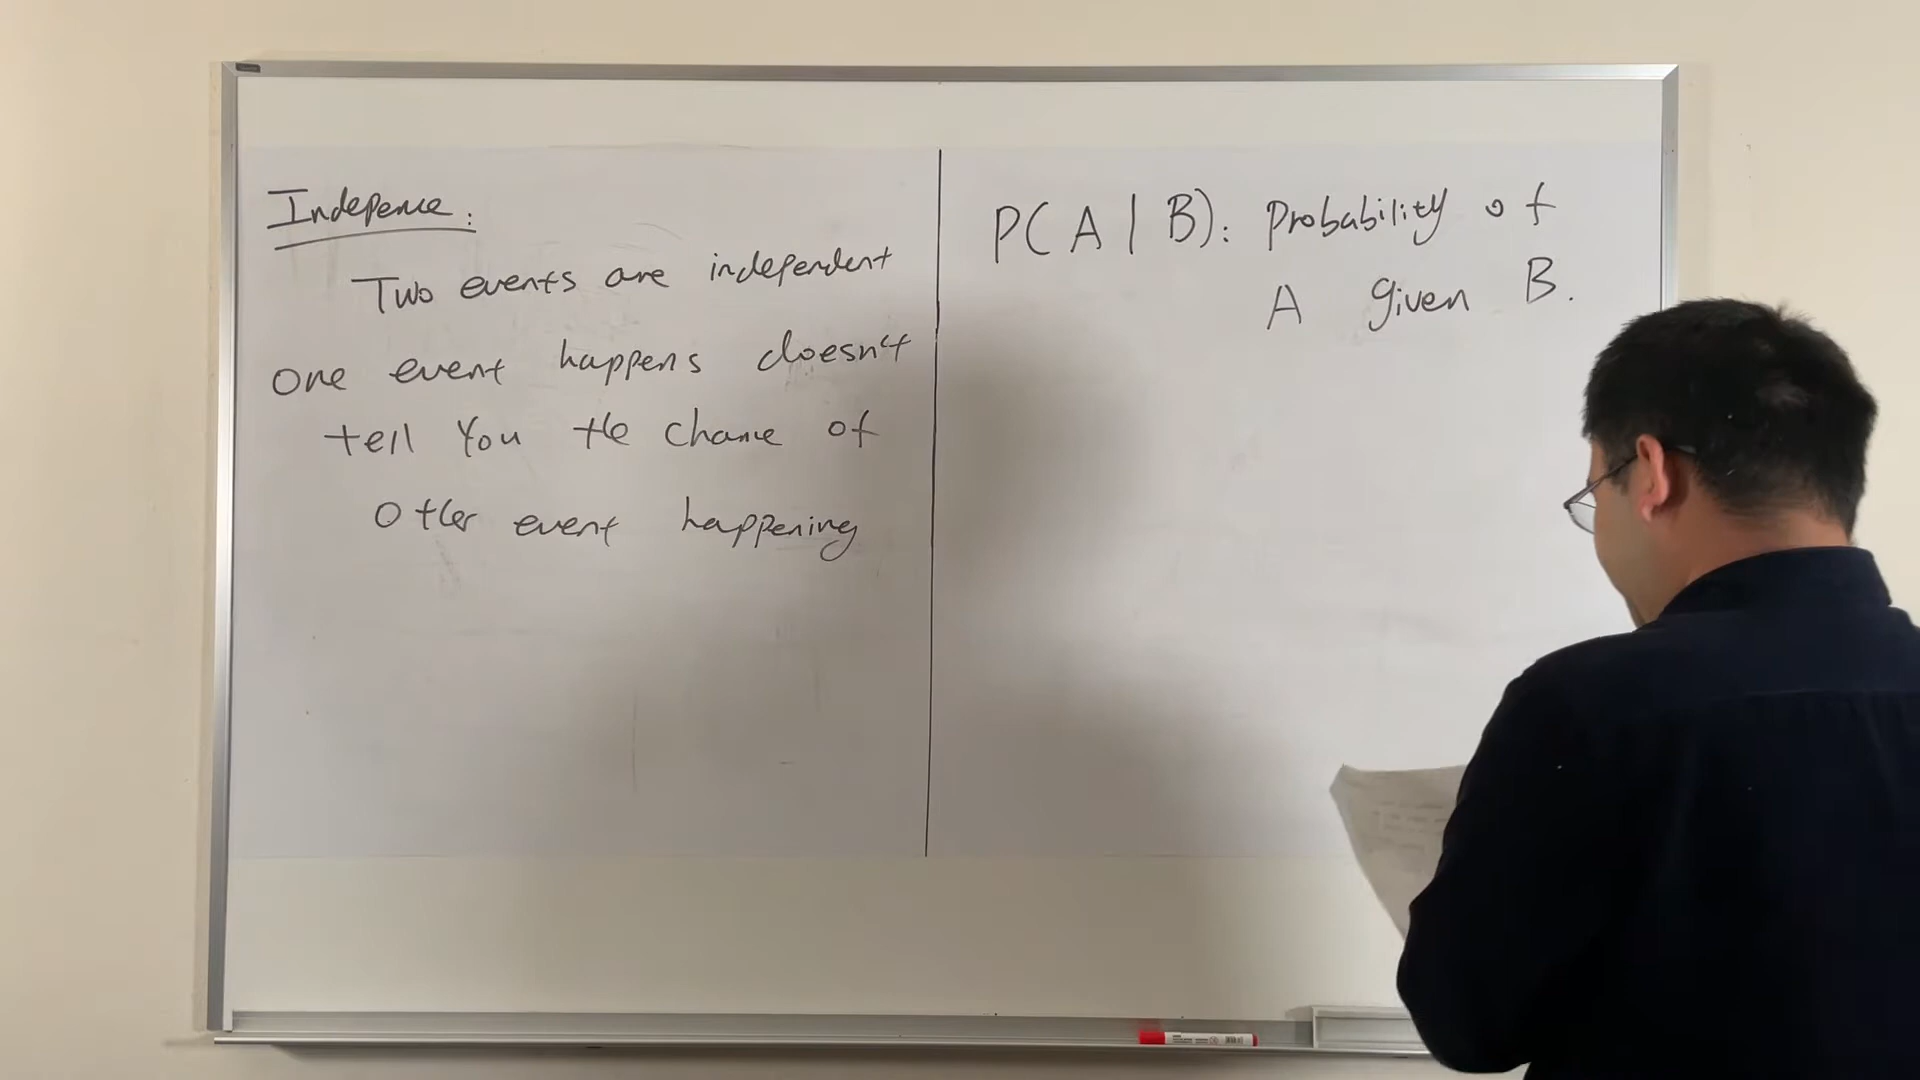 Indepence:
Two events are independent
one event happens doesn't
tell you the chance of
other event happening
P(A|B): Probability of
A given B.